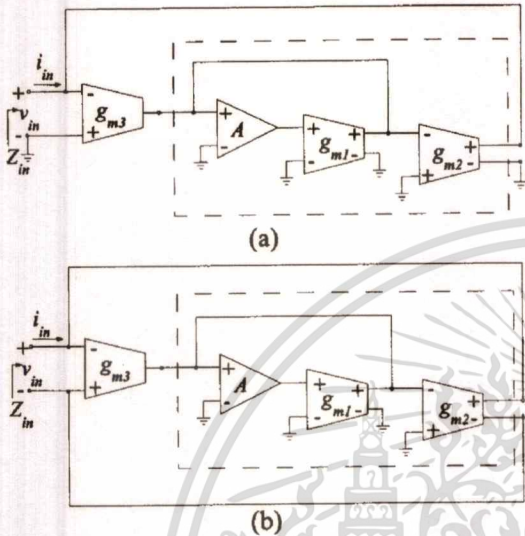 i_in
+
v_in
-
Z_in
-
g_m3
+
+
A
-
+
+
g_m1
-
-
-
+
g_m2
+
-
(a)
i_in
+
v_in
-
Z_in
-
g_m3
+
+
A
-
+
+
g_m1
-
-
-
+
g_m2
+
-
(b)